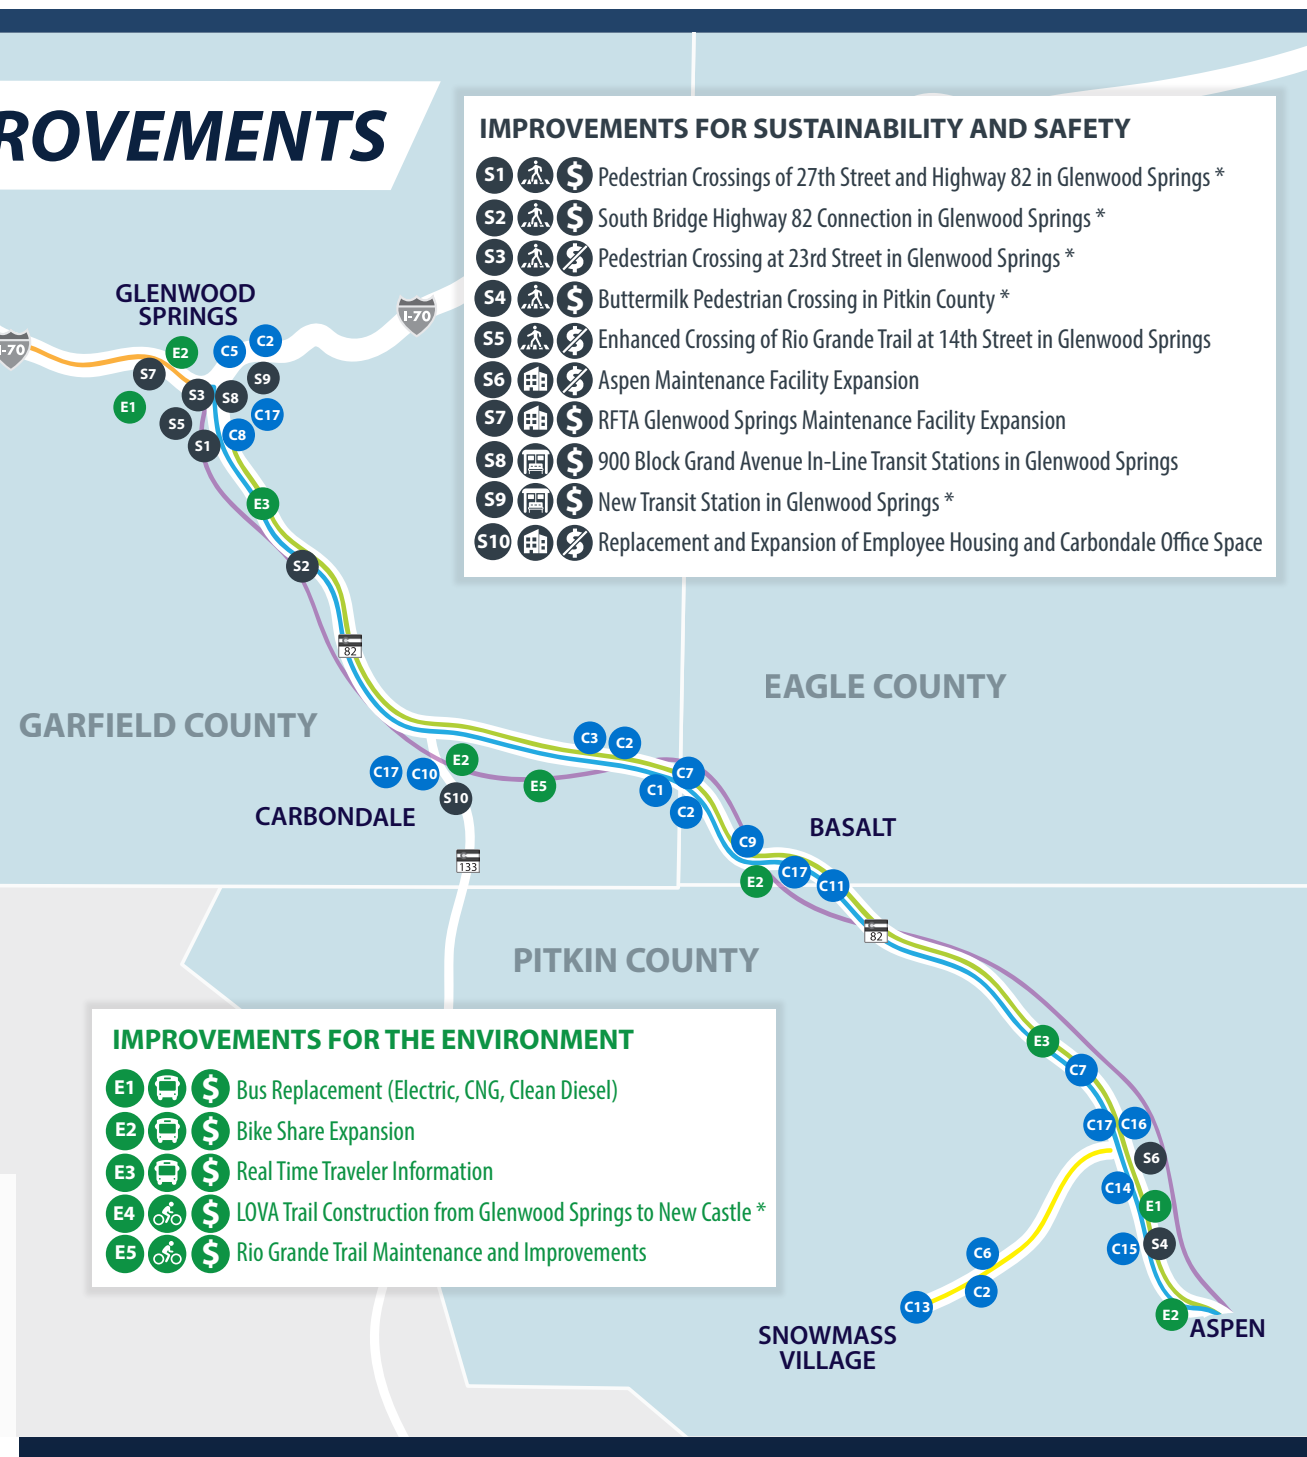 ROVEMENTS
IMPROVEMENTS FOR SUSTAINABILITY AND SAFETY
S1 $ Pedestrian Crossings of 27th Street and Highway 82 in Glenwood Springs *
S2 $ South Bridge Highway 82 Connection in Glenwood Springs *
S3 $ Pedestrian Crossing at 23rd Street in Glenwood Springs *
S4 $ Buttermilk Pedestrian Crossing in Pitkin County *
S5 $ Enhanced Crossing of Rio Grande Trail at 14th Street in Glenwood Springs
S6 $ Aspen Maintenance Facility Expansion
S7 $ RFTA Glenwood Springs Maintenance Facility Expansion
S8 $ 900 Block Grand Avenue In-Line Transit Stations in Glenwood Springs
S9 $ New Transit Station in Glenwood Springs *
S10 $ Replacement and Expansion of Employee Housing and Carbondale Office Space
GLENWOOD
SPRINGS
I-70
I-70
E2
C5
C2
S7
S9
S3
S8
E1
C17
S5
C8
S1
E3
S2
82
EAGLE COUNTY
GARFIELD COUNTY
C3
C2
E2
C17
C10
C7
E5
C1
S10
C2
CARBONDALE
BASALT
C9
133
C17
E2
C11
82
PITKIN COUNTY
IMPROVEMENTS FOR THE ENVIRONMENT
E1 $ Bus Replacement (Electric, CNG, Clean Diesel)
E2 $ Bike Share Expansion
E3 $ Real Time Traveler Information
E4 $ LOVA Trail Construction from Glenwood Springs to New Castle *
E5 $ Rio Grande Trail Maintenance and Improvements
E3
C7
C17
C16
S6
C14
E1
C15
S4
C6
C2
C13
E2
ASPEN
SNOWMASS
VILLAGE